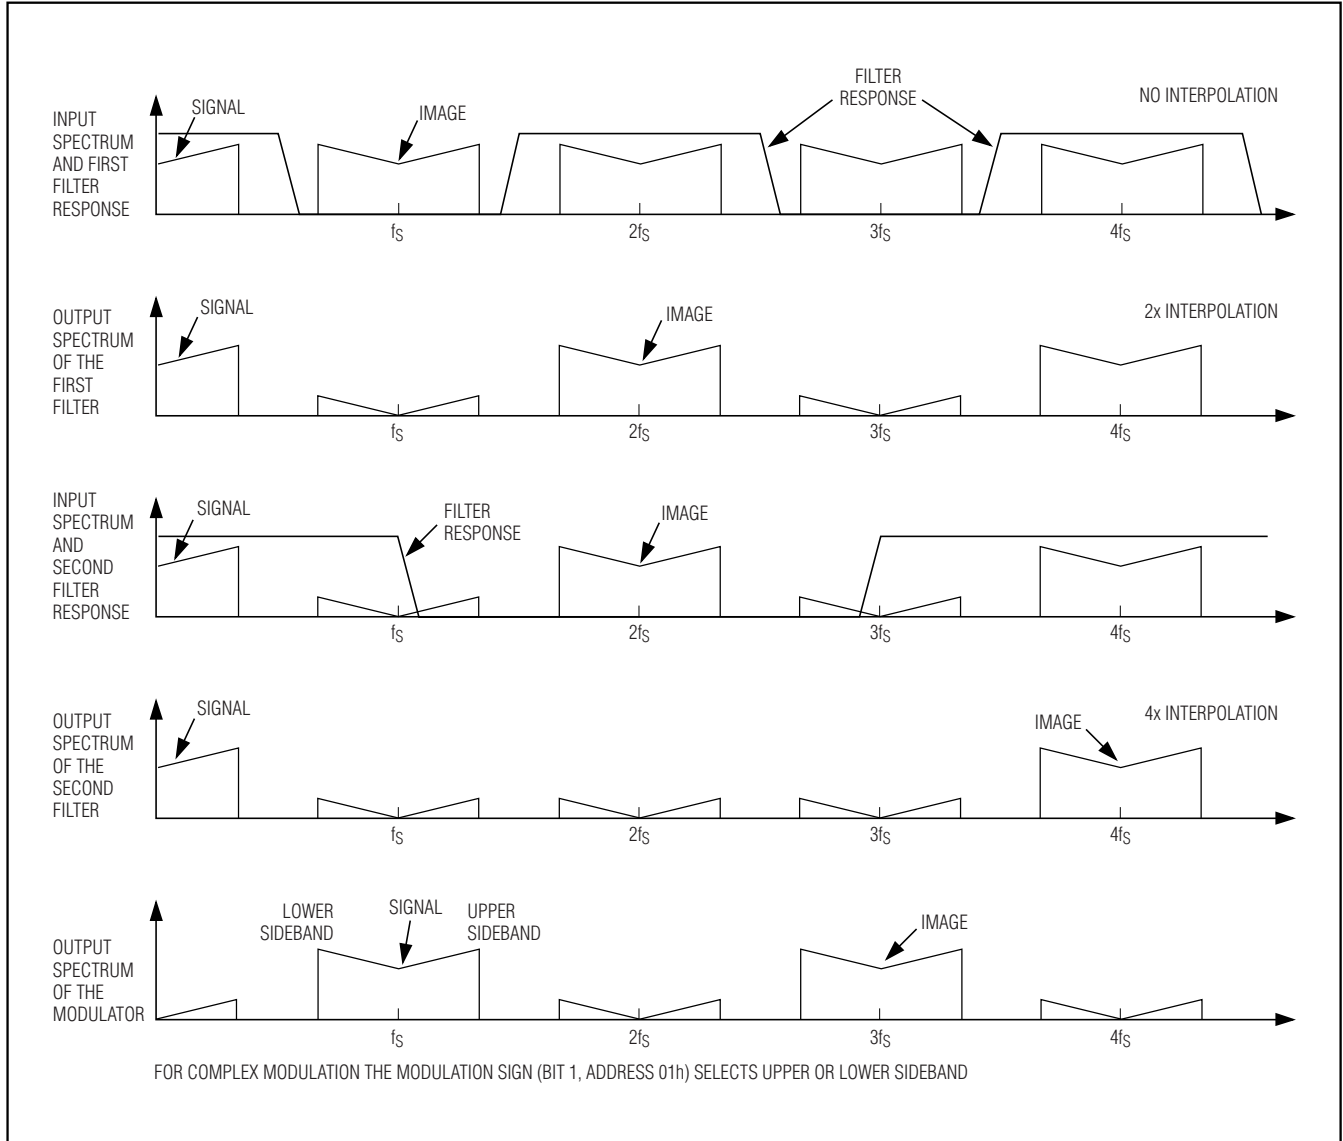 INPUT
SPECTRUM
AND FIRST
FILTER
RESPONSE
SIGNAL
IMAGE
FILTER
RESPONSE
NO INTERPOLATION
fS
2fS
3fS
4fS
OUTPUT
SPECTRUM
OF THE
FIRST
FILTER
SIGNAL
IMAGE
2x INTERPOLATION
fS
2fS
3fS
4fS
INPUT
SPECTRUM
AND
SECOND
FILTER
RESPONSE
SIGNAL
FILTER
RESPONSE
IMAGE
fS
2fS
3fS
4fS
OUTPUT
SPECTRUM
OF THE
SECOND
FILTER
SIGNAL
IMAGE
4x INTERPOLATION
fS
2fS
3fS
4fS
OUTPUT
SPECTRUM
OF THE
MODULATOR
LOWER
SIDEBAND
SIGNAL
UPPER
SIDEBAND
IMAGE
fS
2fS
3fS
4fS
FOR COMPLEX MODULATION THE MODULATION SIGN (BIT 1, ADDRESS 01h) SELECTS UPPER OR LOWER SIDEBAND